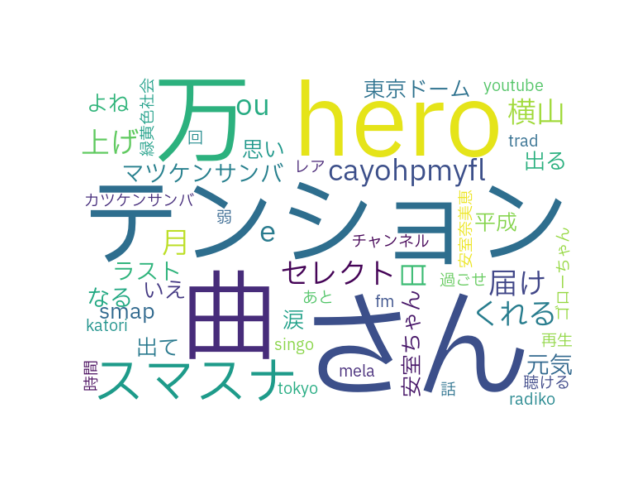 よね
緑黄色社会
万
ou
hero
東京ドーム
youtube
横山
上げ
回
思い
trad
出る
マツケンサンバ
レア
cayohpmyfl
カツケンサンバ
弱
テンション
安室奈美恵
平成
月
e
チャンネル
ゴローちゃん
ラスト
曲
セレクト
日
過ごせ
届け
なる
いえ
あと
さん
fm
安室ちゃん
くれる
smap
katori
涙
出て
singo
再生
時間
スマスナ
tokyo
mela
話
元気
聴ける
radiko